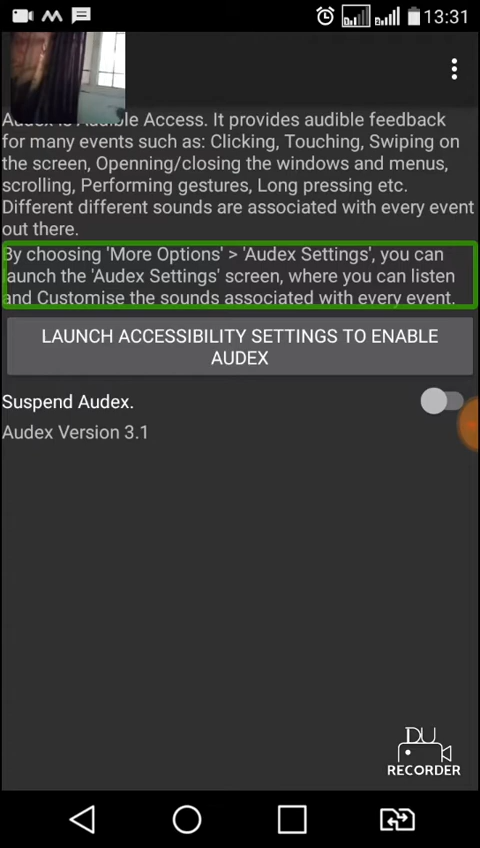 13:31
Audex is Audible Access. It provides audible feedback
for many events such as: Clicking, Touching, Swiping on
the screen, Openning/closing the windows and menus,
scrolling, Performing gestures, Long pressing etc.
Different different sounds are associated with every event
out there.
By choosing 'More Options' > 'Audex Settings', you can
launch the 'Audex Settings' screen, where you can listen
and Customise the sounds associated with every event.
LAUNCH ACCESSIBILITY SETTINGS TO ENABLE
AUDEX
Suspend Audex.
Audex Version 3.1
DU
RECORDER